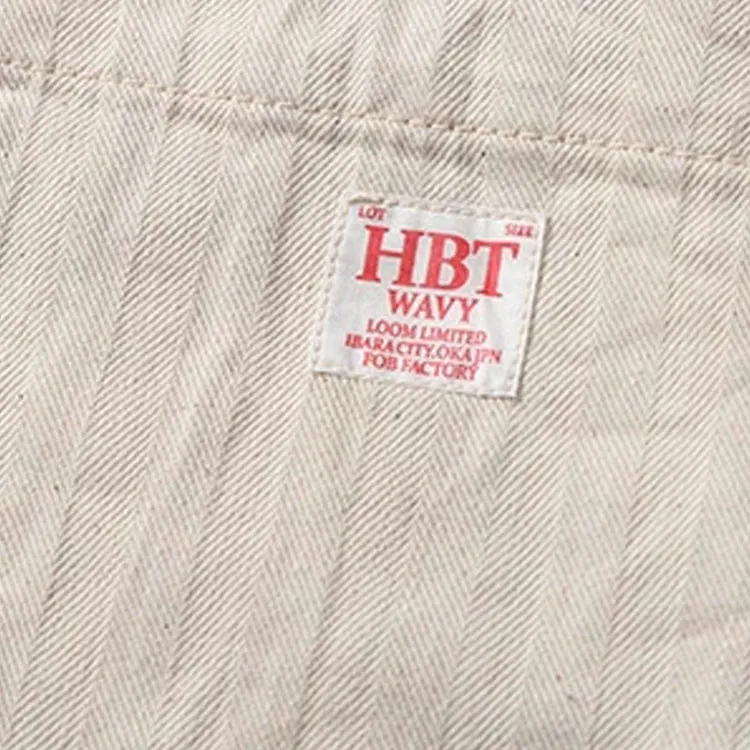 LOT SIZE
HBT
WAVY
LOOM LIMITED
IBARA CITY, OKA JPN
FOB FACTORY